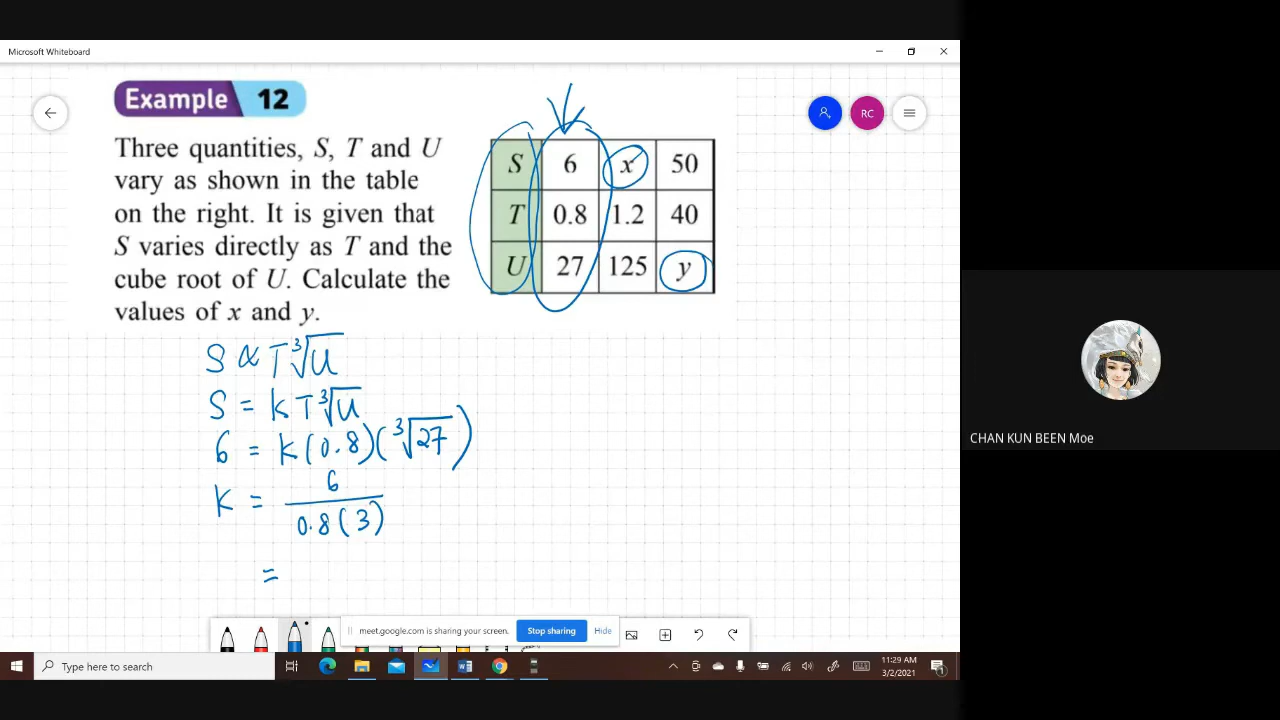 Microsoft Whiteboard
Example 12
Three quantities, S, T and U
vary as shown in the table
on the right. It is given that
S varies directly as T and the
cube root of U. Calculate the
values of x and y.
S 6 x 50
T 0.8 1.2 40
U 27 125 y
RC
S ∝ T∛U
S = kT∛U
6 = k(0.8)(∛27)
k = 6/0.8(3)
=
CHAN KUN BEEN Moe
meet.google.com is sharing your screen. Stop sharing Hide
Type here to search
11:29 AM
3/2/2021
1